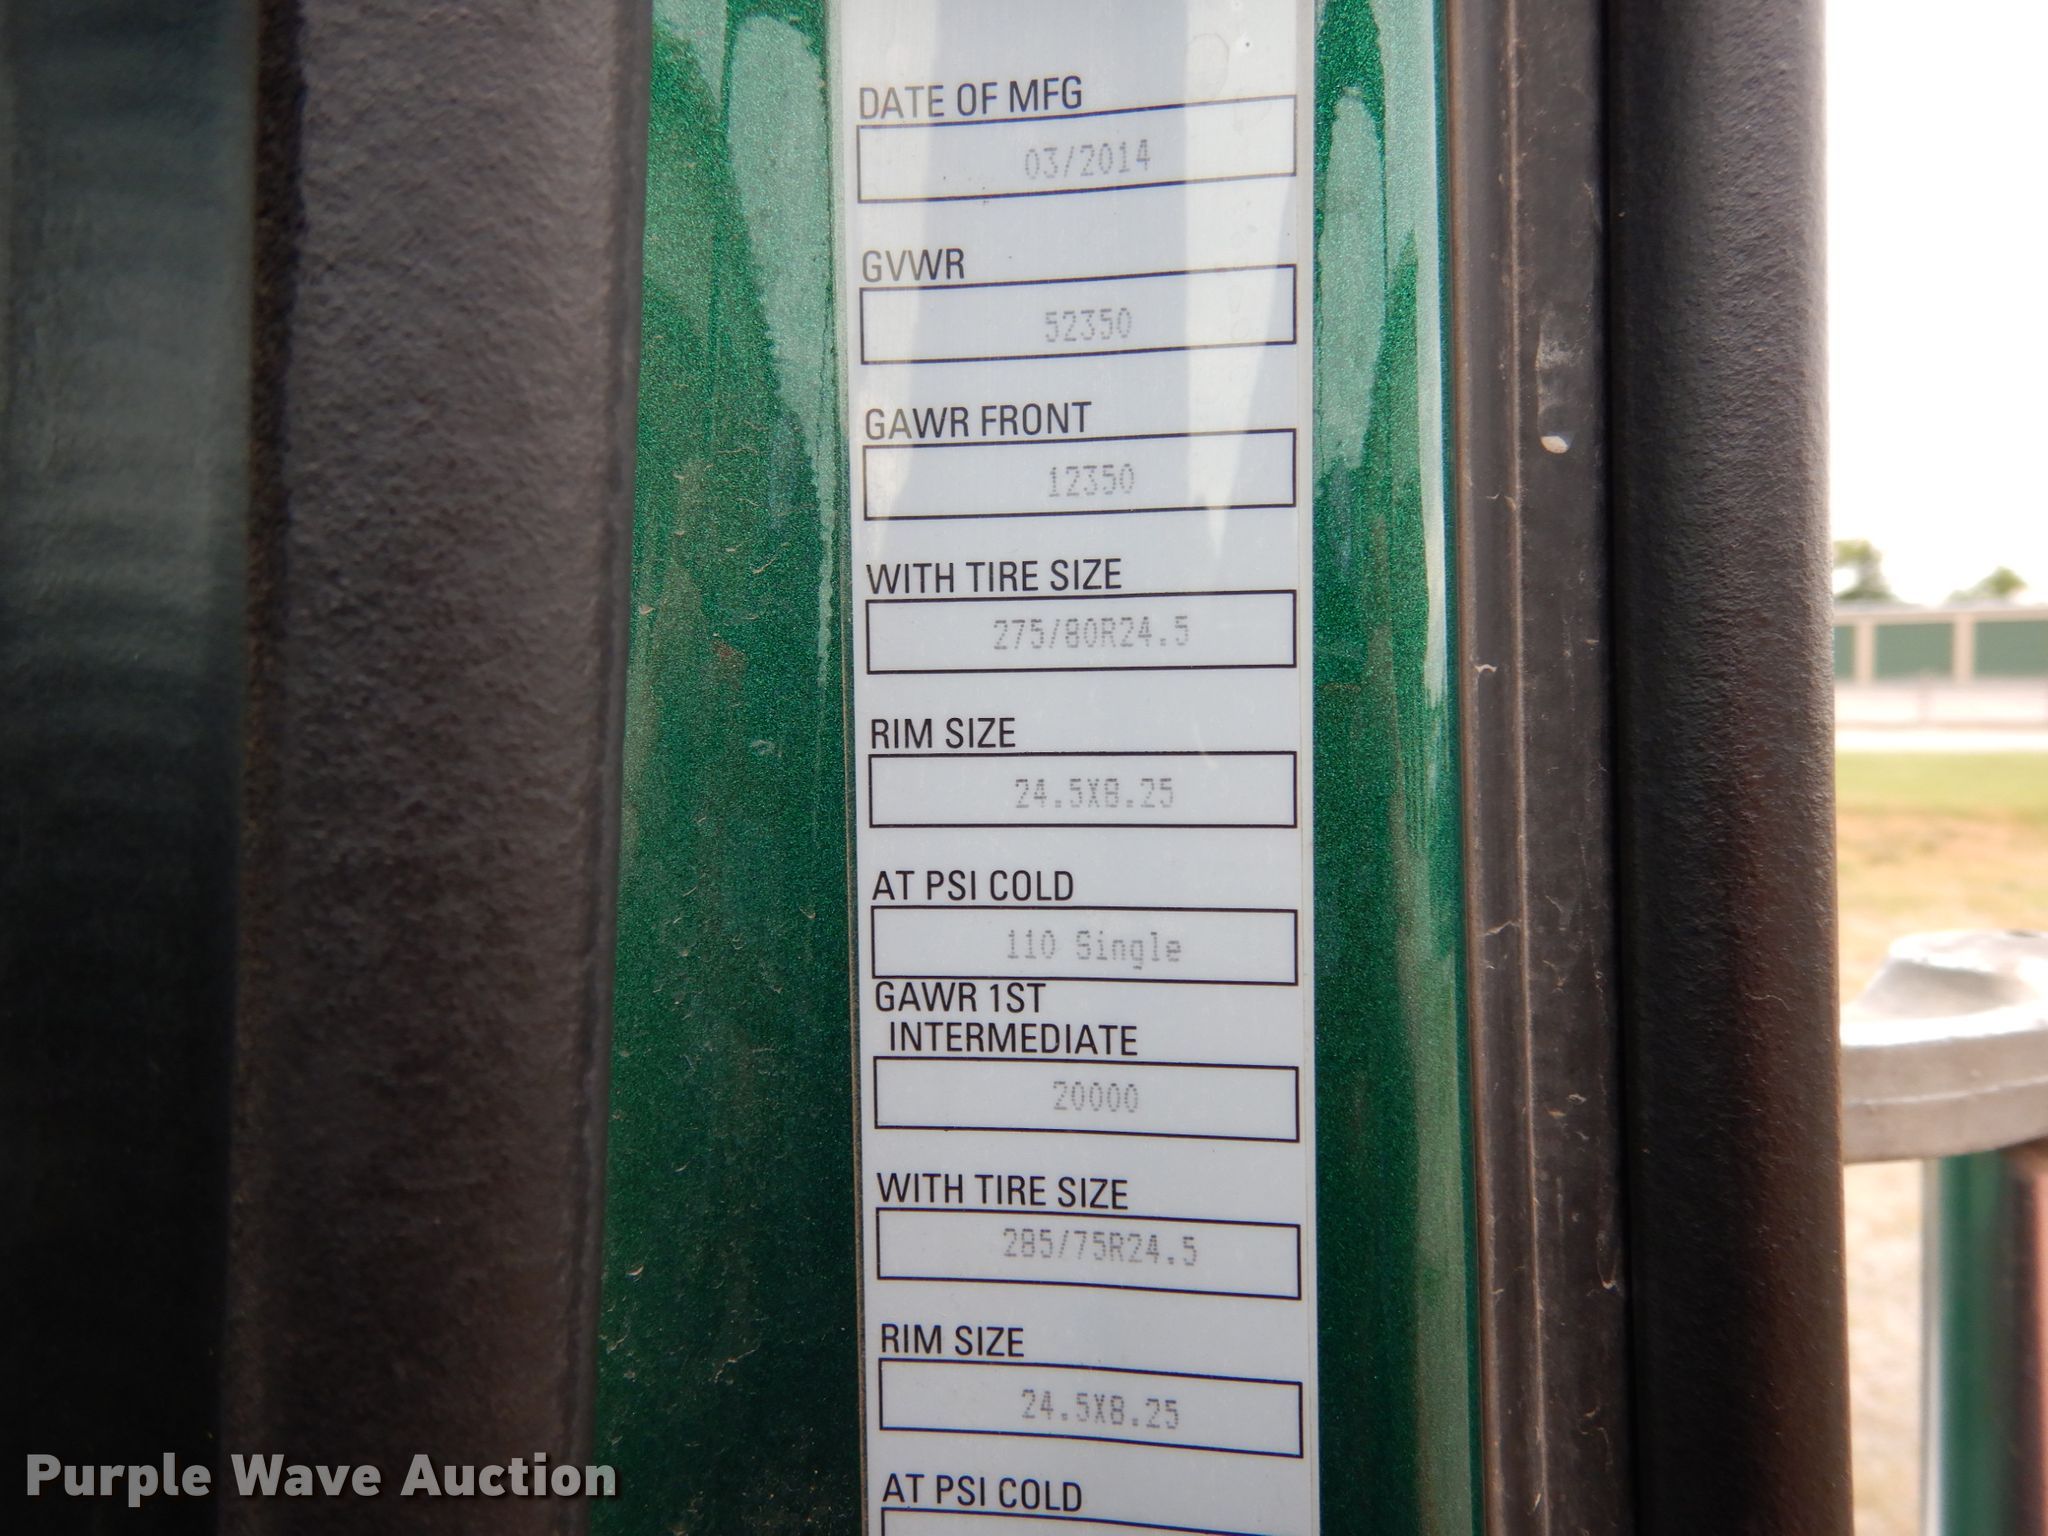 DATE OF MFG
03/2014
GVWR
52350
GAWR FRONT
12350
WITH TIRE SIZE
275/80R24.5
RIM SIZE
24.5X8.25
AT PSI COLD
110 Single
GAWR 1ST
INTERMEDIATE
20000
WITH TIRE SIZE
285/75R24.5
RIM SIZE
24.5X8.25
AT PSI COLD
Purple Wave Auction